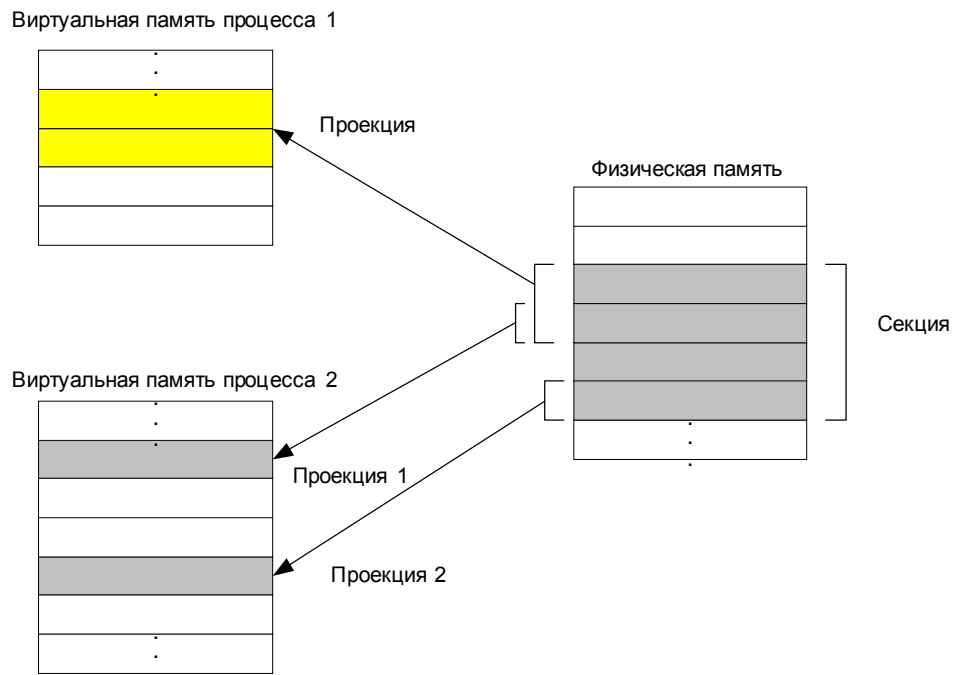 Виртуальная память процесса 1
Проекция
Физическая память
Секция
Виртуальная память процесса 2
Проекция 1
Проекция 2